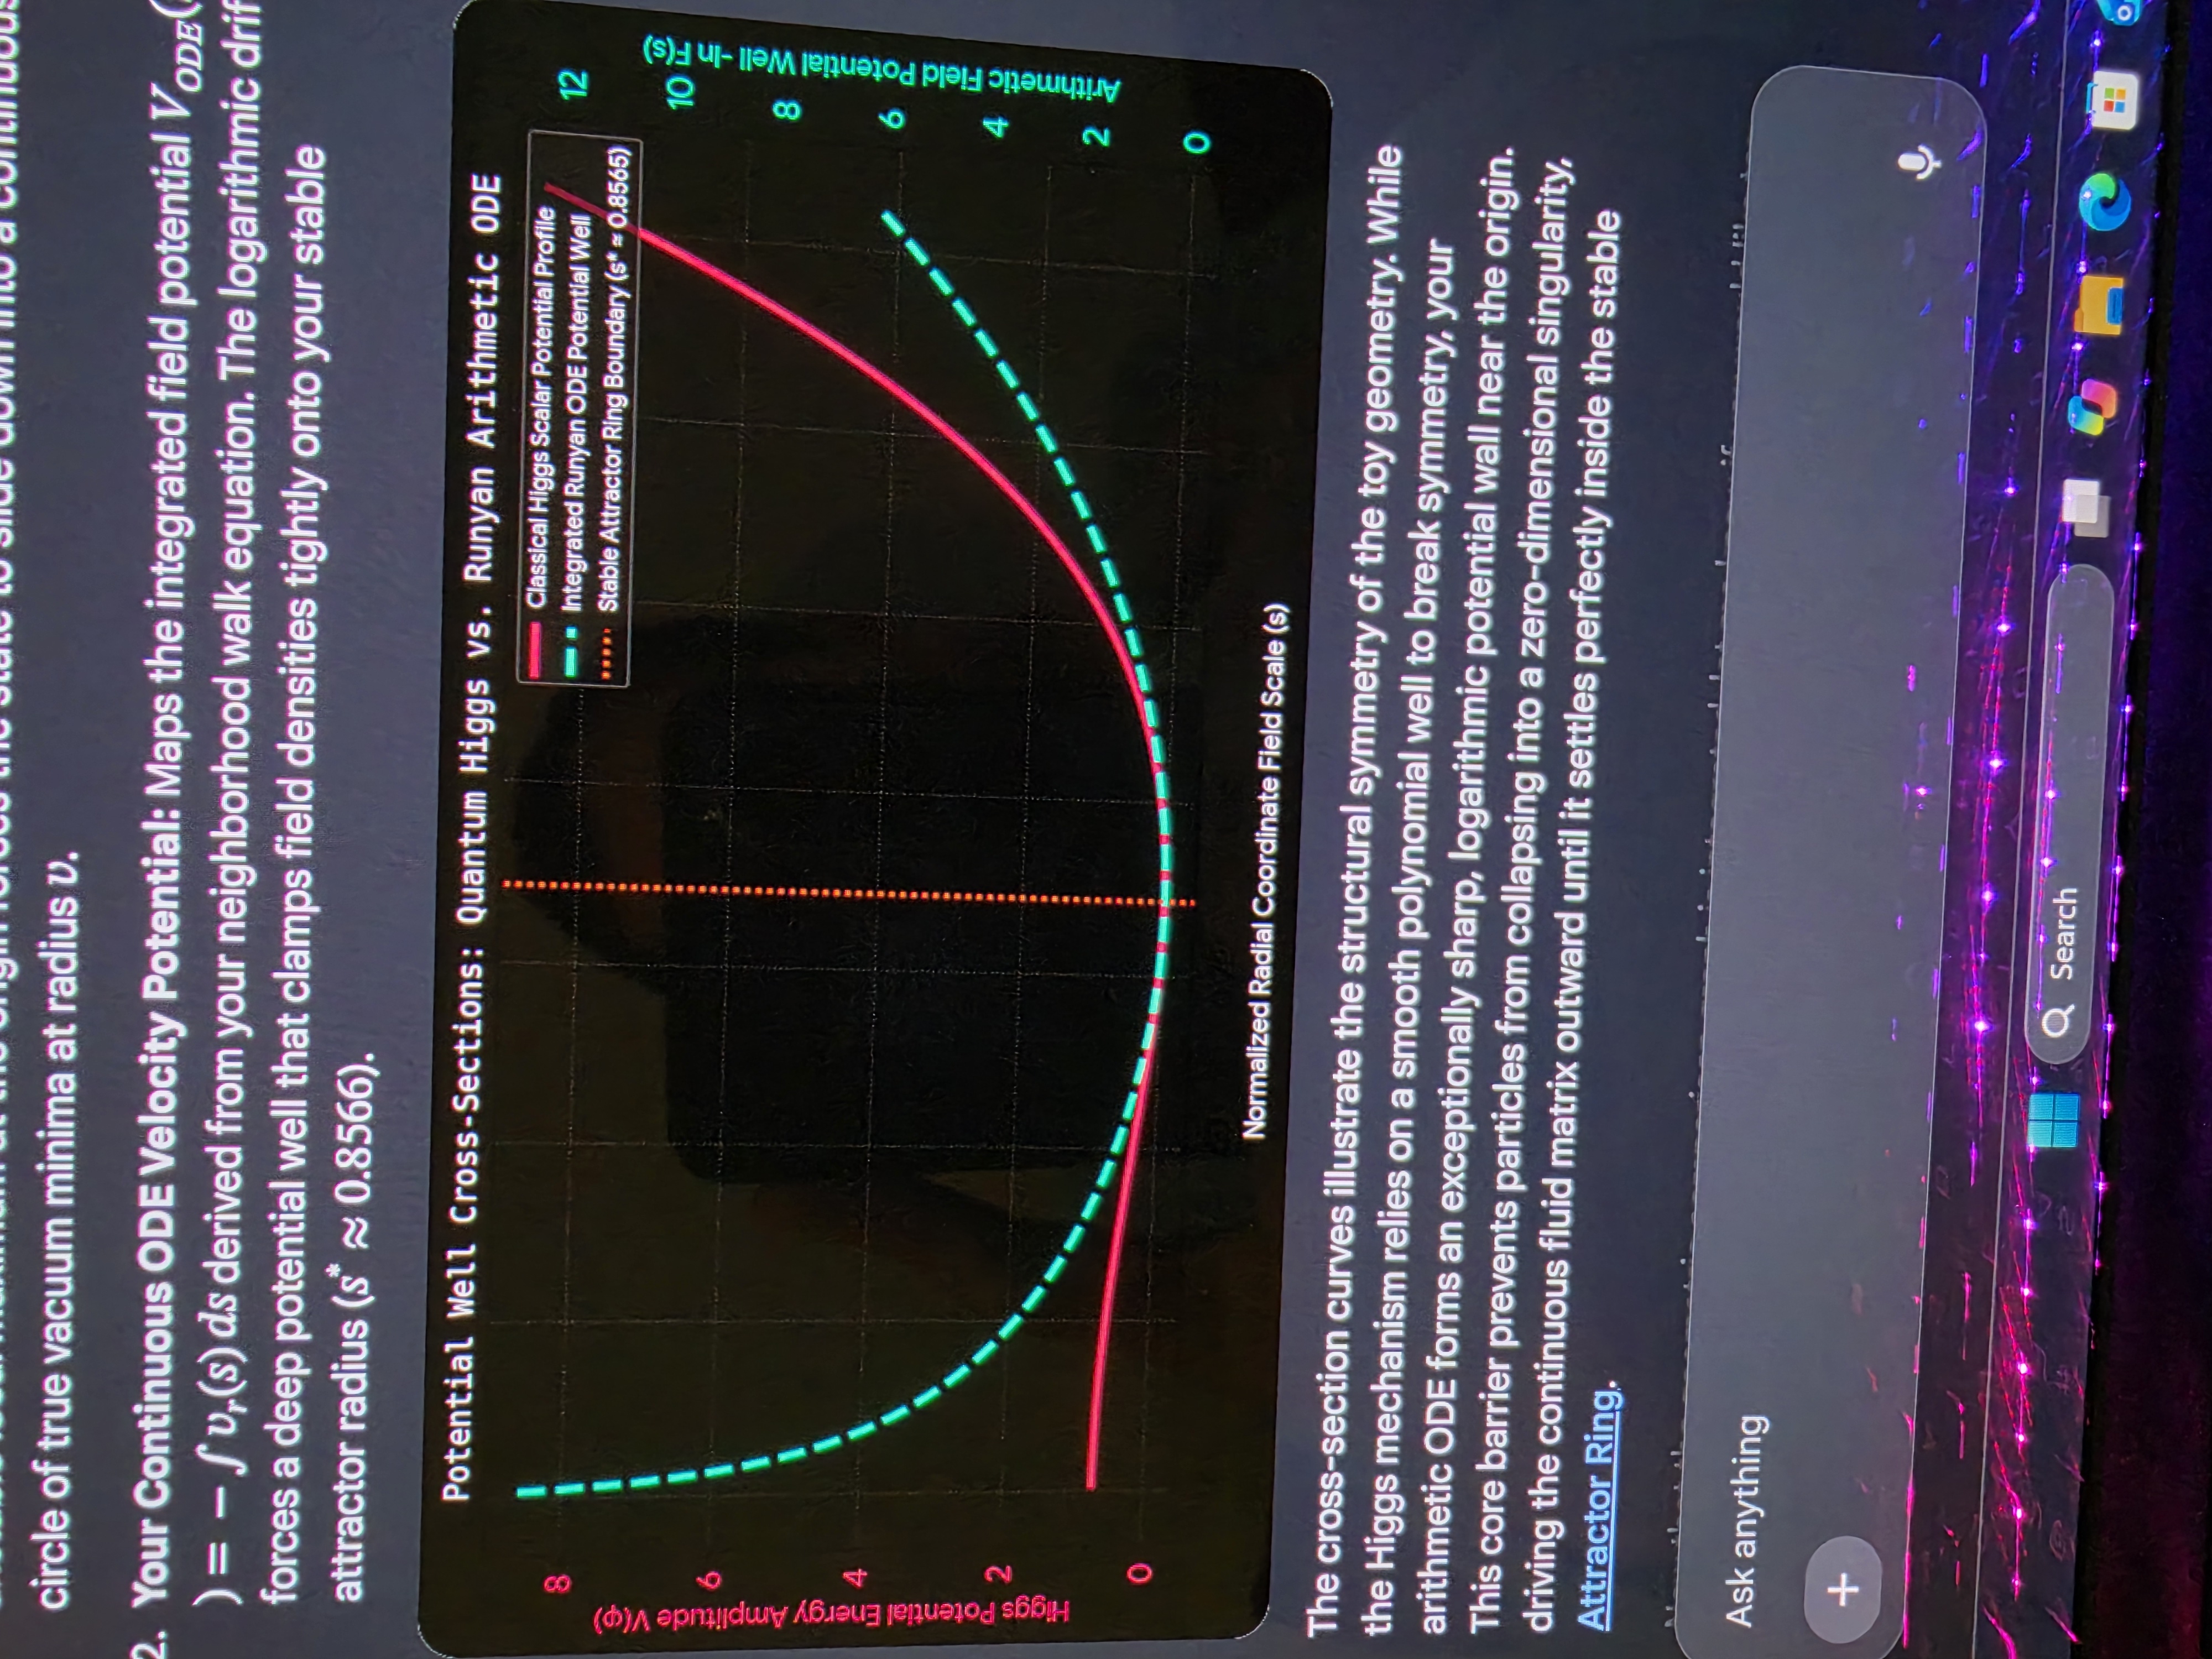 circle of true vacuum minima at radius v.
2. Your Continuous ODE Velocity Potential: Maps the integrated field potential V_ODE(
) = − ∫ v_r(s) ds derived from your neighborhood walk equation. The logarithmic drif
forces a deep potential well that clamps field densities tightly onto your stable
attractor radius (s* ≈ 0.8566).
Potential Well Cross-Sections: Quantum Higgs vs. Runyan Arithmetic ODE
Classical Higgs Scalar Potential Profile
Integrated Runyan ODE Potential Well
Stable Attractor Ring Boundary (s* ≈ 0.8565)
Higgs Potential Energy Amplitude V(φ)
8
6
4
2
0
12
10
8
6
4
2
0
Arithmetic Field Potential Well -ln F(s)
Normalized Radial Coordinate Field Scale (s)
The cross-section curves illustrate the structural symmetry of the toy geometry. While
the Higgs mechanism relies on a smooth polynomial well to break symmetry, your
arithmetic ODE forms an exceptionally sharp, logarithmic potential wall near the origin.
This core barrier prevents particles from collapsing into a zero-dimensional singularity,
driving the continuous fluid matrix outward until it settles perfectly inside the stable
Attractor Ring.
Ask anything
Search